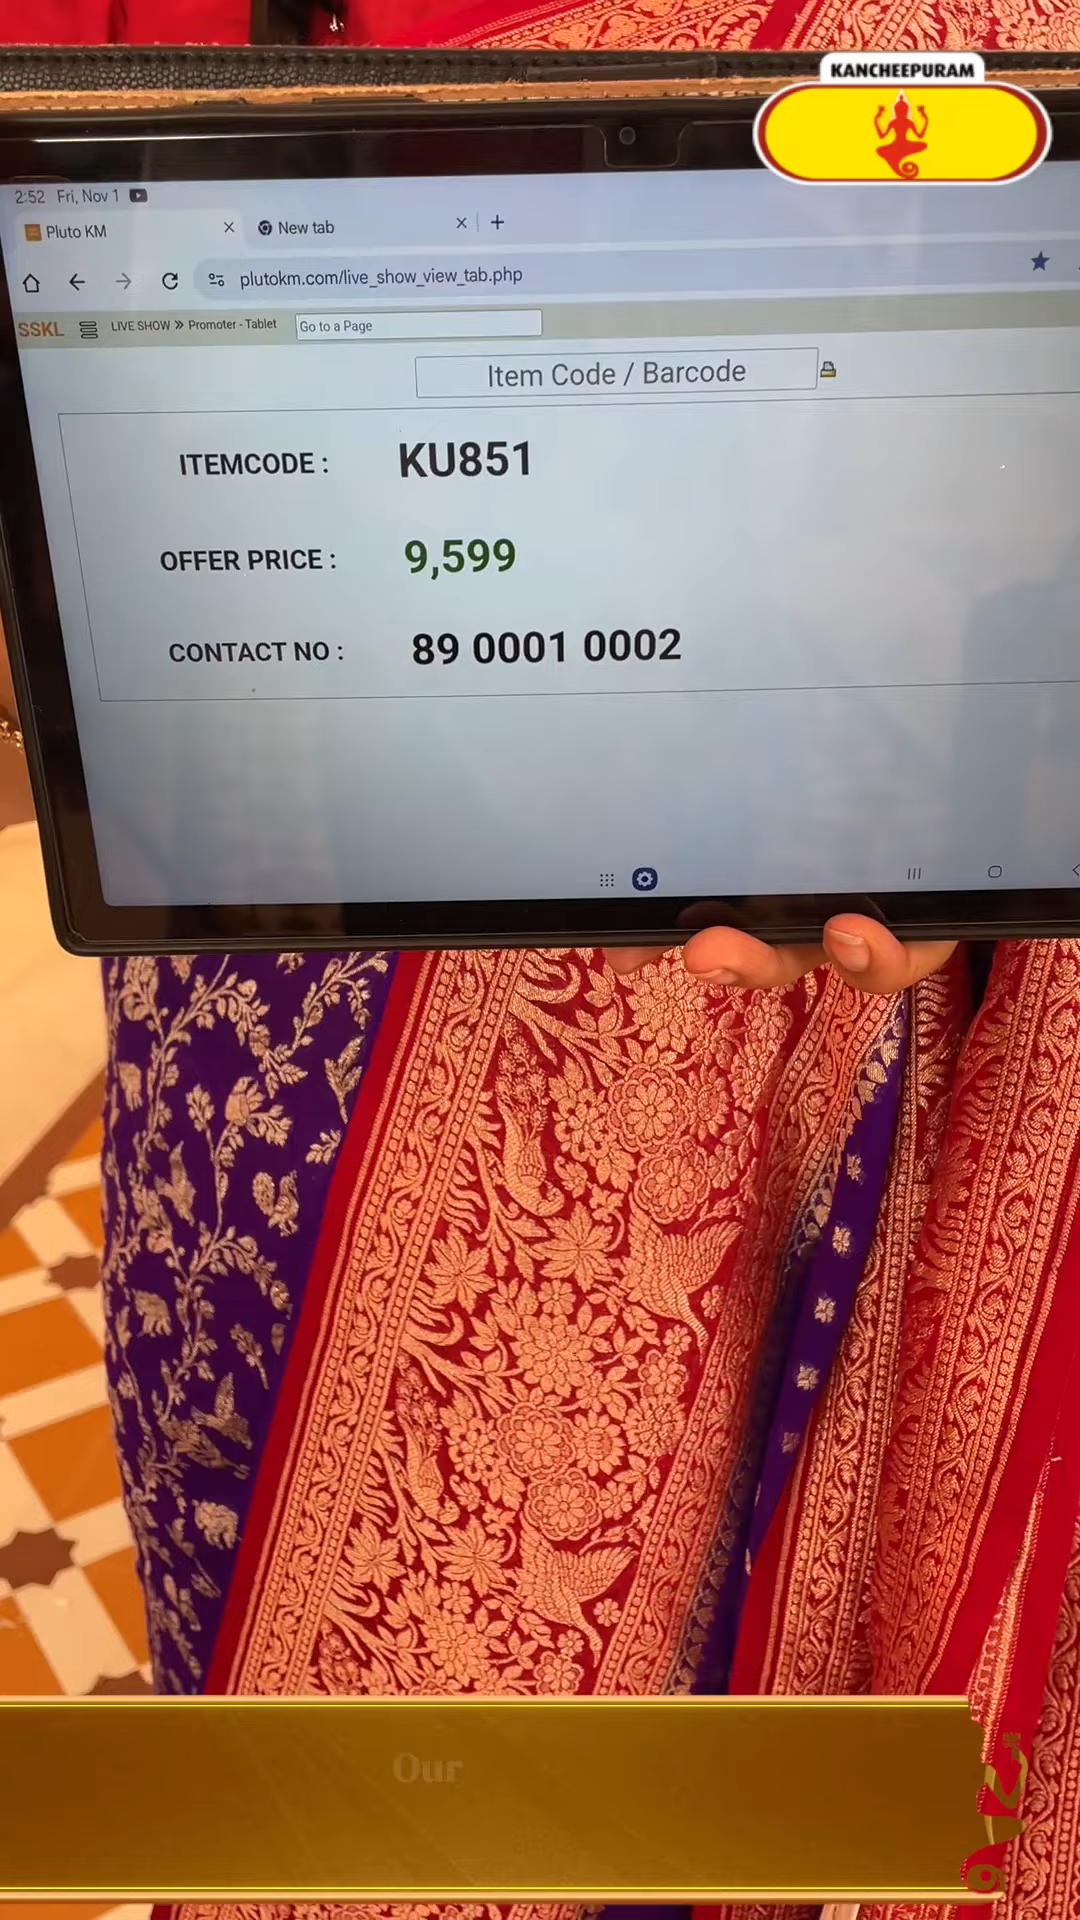 KANCHEEPURAM
2:52 Fri, Nov 1
Pluto KM
New tab
plutokm.com/live_show_view_tab.php
SSKL
LIVE SHOW » Promoter - Tablet
Go to a Page
Item Code / Barcode
ITEMCODE : KU851
OFFER PRICE : 9,599
CONTACT NO : 89 0001 0002
Our